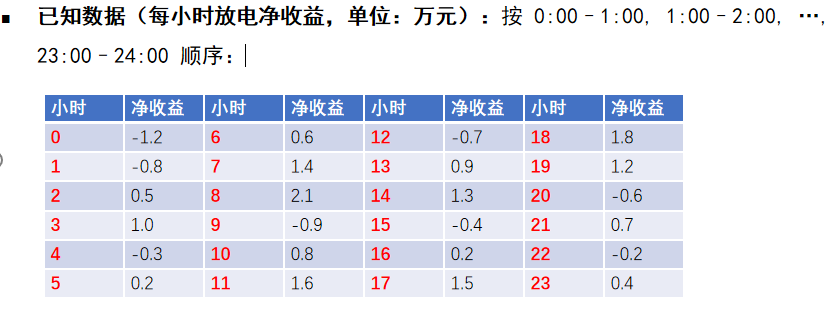 ■ 已知数据（每小时放电净收益，单位：万元）：按 0:00–1:00, 1:00–2:00, …,
23:00–24:00 顺序：
小时 净收益 小时 净收益 小时 净收益 小时 净收益
0 -1.2 6 0.6 12 -0.7 18 1.8
1 -0.8 7 1.4 13 0.9 19 1.2
2 0.5 8 2.1 14 1.3 20 -0.6
3 1.0 9 -0.9 15 -0.4 21 0.7
4 -0.3 10 0.8 16 0.2 22 -0.2
5 0.2 11 1.6 17 1.5 23 0.4